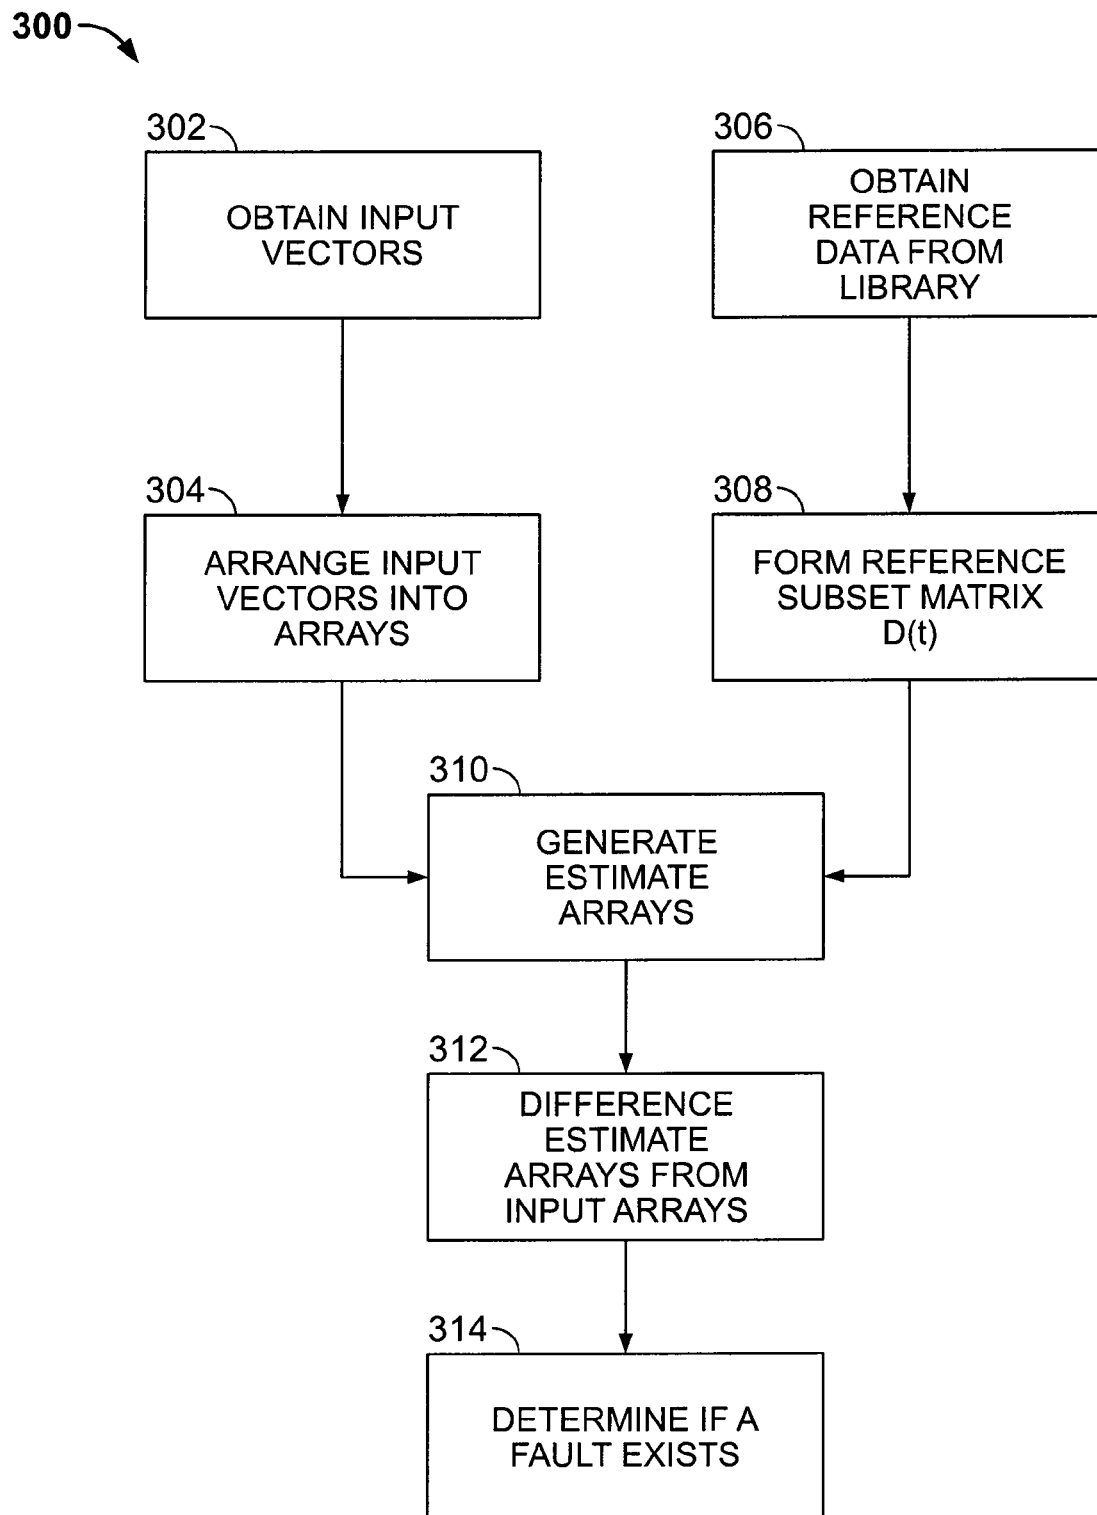 300
302
OBTAIN INPUT
VECTORS
306
OBTAIN
REFERENCE
DATA FROM
LIBRARY
304
ARRANGE INPUT
VECTORS INTO
ARRAYS
308
FORM REFERENCE
SUBSET MATRIX
D(t)
310
GENERATE
ESTIMATE
ARRAYS
312
DIFFERENCE
ESTIMATE
ARRAYS FROM
INPUT ARRAYS
314
DETERMINE IF A
FAULT EXISTS